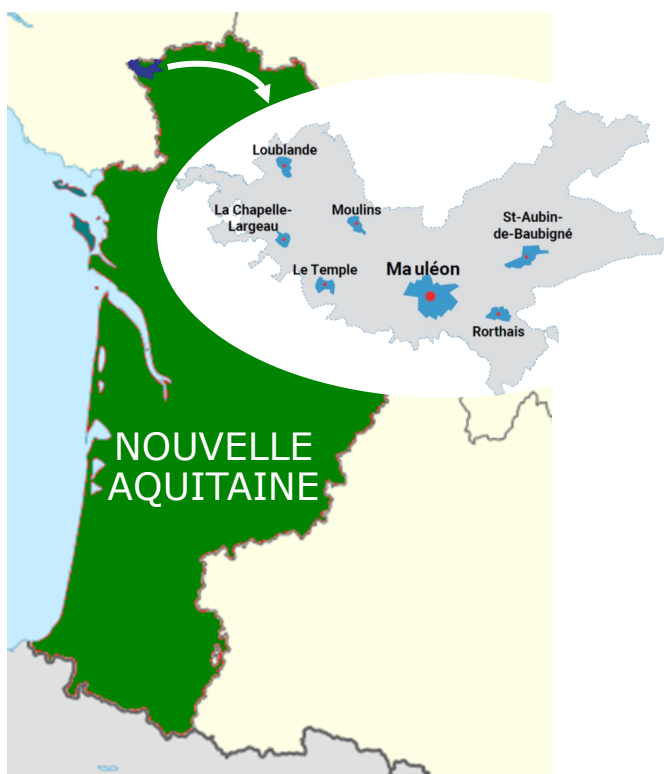 Loublande
La Chapelle-
Largeau
Moulins
St-Aubin-
de-Baubigné
Le Temple
Mauléon
Rorthais
NOUVELLE
AQUITAINE